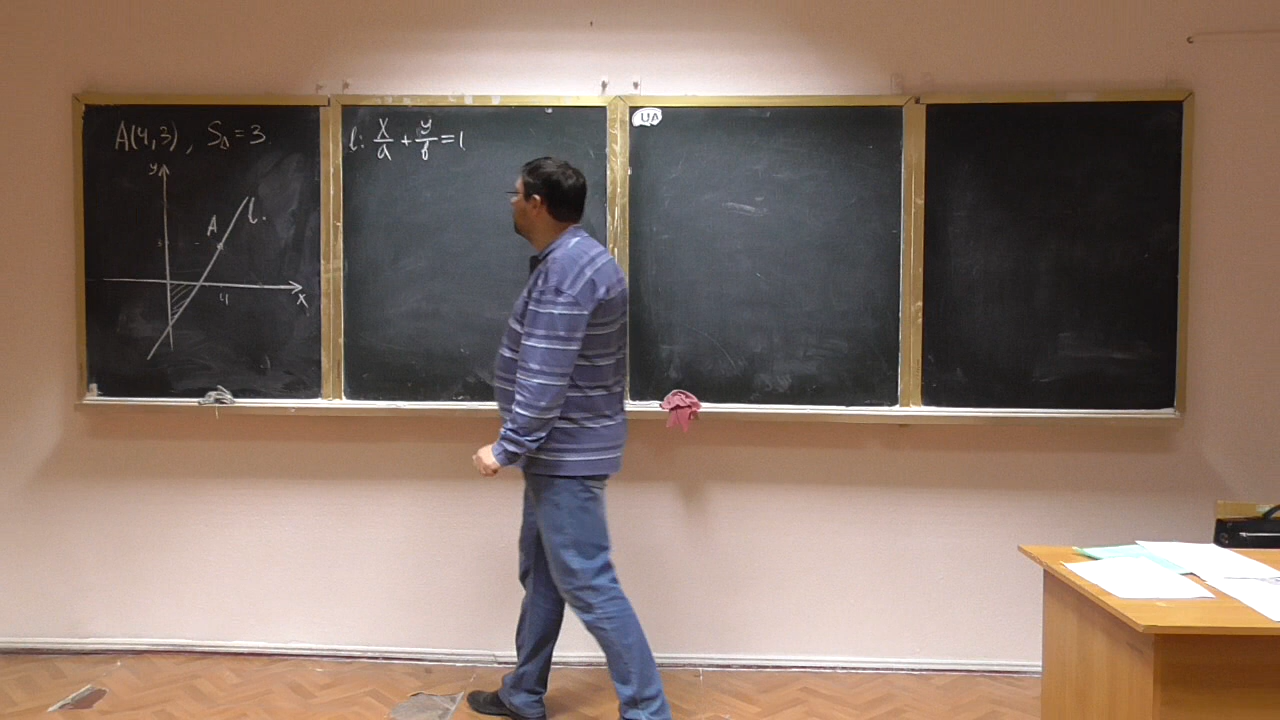 A(4,3), S△=3
y
A
l.
3
4
x
l: x/a + y/b = 1
UA